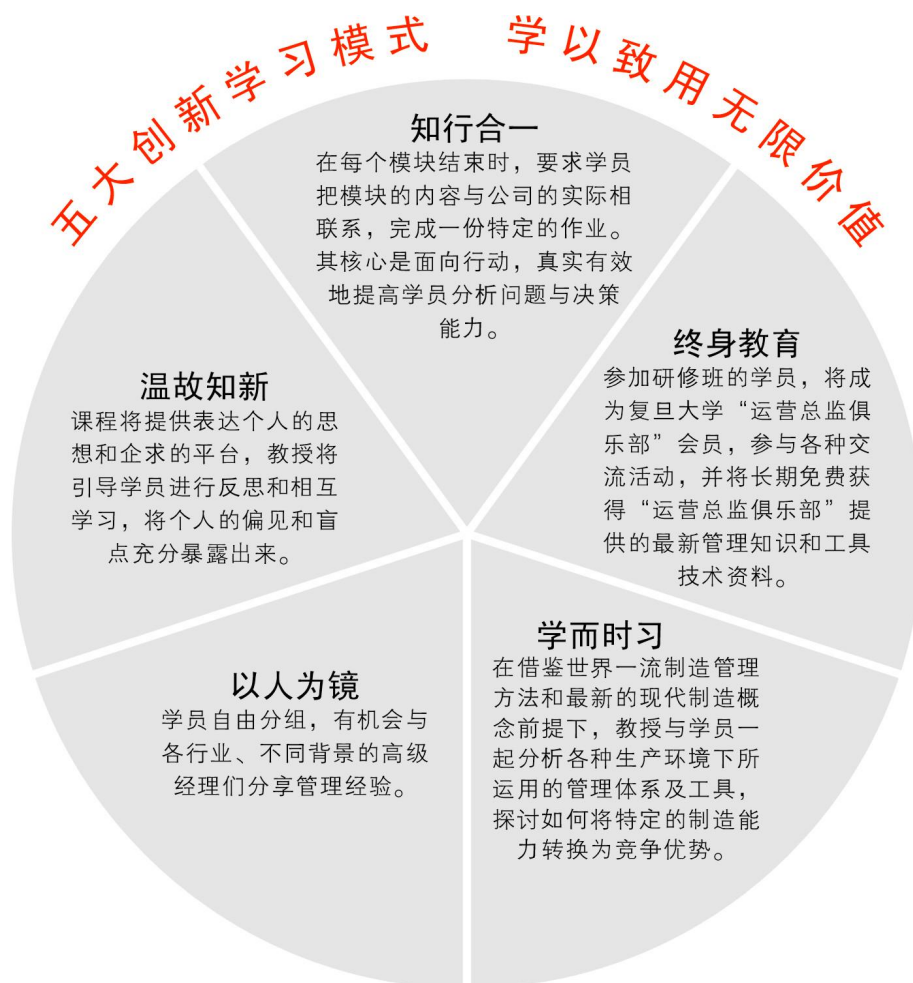 五大创新学习模式 学以致用无限价值
知行合一
在每个模块结束时，要求学员
把模块的内容与公司的实际相
联系，完成一份特定的作业。
其核心是面向行动，真实有效
地提高学员分析问题与决策
能力。
终身教育
参加研修班的学员，将成
为复旦大学“运营总监俱
乐部”会员，参与各种交
流活动，并将长期免费获
得“运营总监俱乐部”提
供的最新管理知识和工具
技术资料。
学而时习
在借鉴世界一流制造管理
方法和最新的现代制造概
念前提下，教授与学员一
起分析各种生产环境下所
运用的管理体系及工具，
探讨如何将特定的制造能
力转换为竞争优势。
以人为镜
学员自由分组，有机会与
各行业、不同背景的高级
经理们分享管理经验。
温故知新
课程将提供表达个人的思
想和企求的平台，教授将
引导学员进行反思和相互
学习，将个人的偏见和盲
点充分暴露出来。